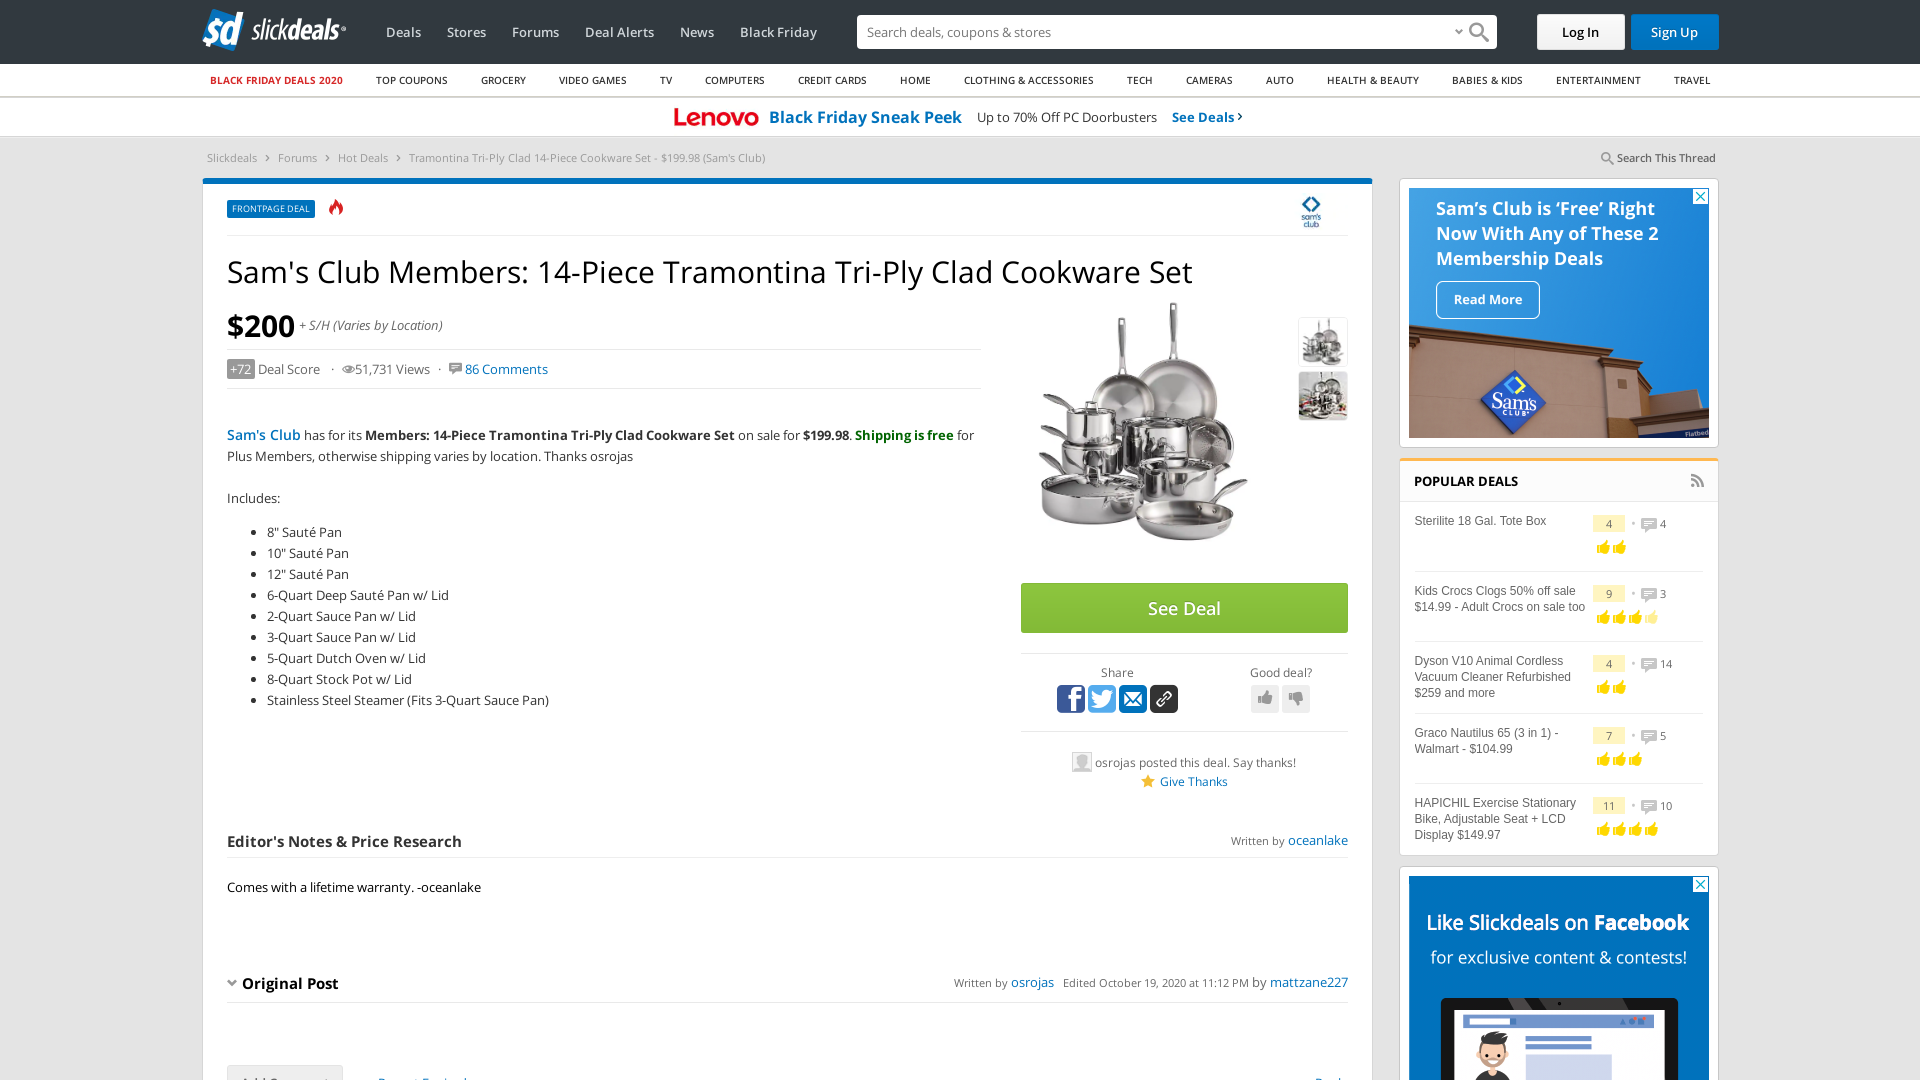 sd slickdeals
Deals Stores Forums Deal Alerts News Black Friday
Search deals, coupons & stores
Log In
Sign Up
BLACK FRIDAY DEALS 2020 TOP COUPONS GROCERY VIDEO GAMES TV COMPUTERS CREDIT CARDS HOME CLOTHING & ACCESSORIES TECH CAMERAS AUTO HEALTH & BEAUTY BABIES & KIDS ENTERTAINMENT TRAVEL
Lenovo Black Friday Sneak Peek Up to 70% Off PC Doorbusters See Deals ›
Slickdeals › Forums › Hot Deals › Tramontina Tri-Ply Clad 14-Piece Cookware Set - $199.98 (Sam's Club)
Search This Thread
FRONTPAGE DEAL
sam's club
Sam's Club Members: 14-Piece Tramontina Tri-Ply Clad Cookware Set
$200 + S/H (Varies by Location)
+72 Deal Score · 51,731 Views · 86 Comments
Sam's Club has for its Members: 14-Piece Tramontina Tri-Ply Clad Cookware Set on sale for $199.98. Shipping is free for
Plus Members, otherwise shipping varies by location. Thanks osrojas
Includes:
• 8" Sauté Pan
• 10" Sauté Pan
• 12" Sauté Pan
• 6-Quart Deep Sauté Pan w/ Lid
• 2-Quart Sauce Pan w/ Lid
• 3-Quart Sauce Pan w/ Lid
• 5-Quart Dutch Oven w/ Lid
• 8-Quart Stock Pot w/ Lid
• Stainless Steel Steamer (Fits 3-Quart Sauce Pan)
See Deal
Share
Good deal?
osrojas posted this deal. Say thanks!
Give Thanks
Editor's Notes & Price Research
Written by oceanlake
Comes with a lifetime warranty. -oceanlake
Original Post
Written by osrojas Edited October 19, 2020 at 11:12 PM by mattzane227
Sam's Club is 'Free' Right
Now With Any of These 2
Membership Deals
Read More
Sam's
CLUB
Flatbed
POPULAR DEALS
Sterilite 18 Gal. Tote Box
4 • 4
Kids Crocs Clogs 50% off sale
$14.99 - Adult Crocs on sale too
9 • 3
Dyson V10 Animal Cordless
Vacuum Cleaner Refurbished
$259 and more
4 • 14
Graco Nautilus 65 (3 in 1) -
Walmart - $104.99
7 • 5
HAPICHIL Exercise Stationary
Bike, Adjustable Seat + LCD
Display $149.97
11 • 10
Like Slickdeals on Facebook
for exclusive content & contests!